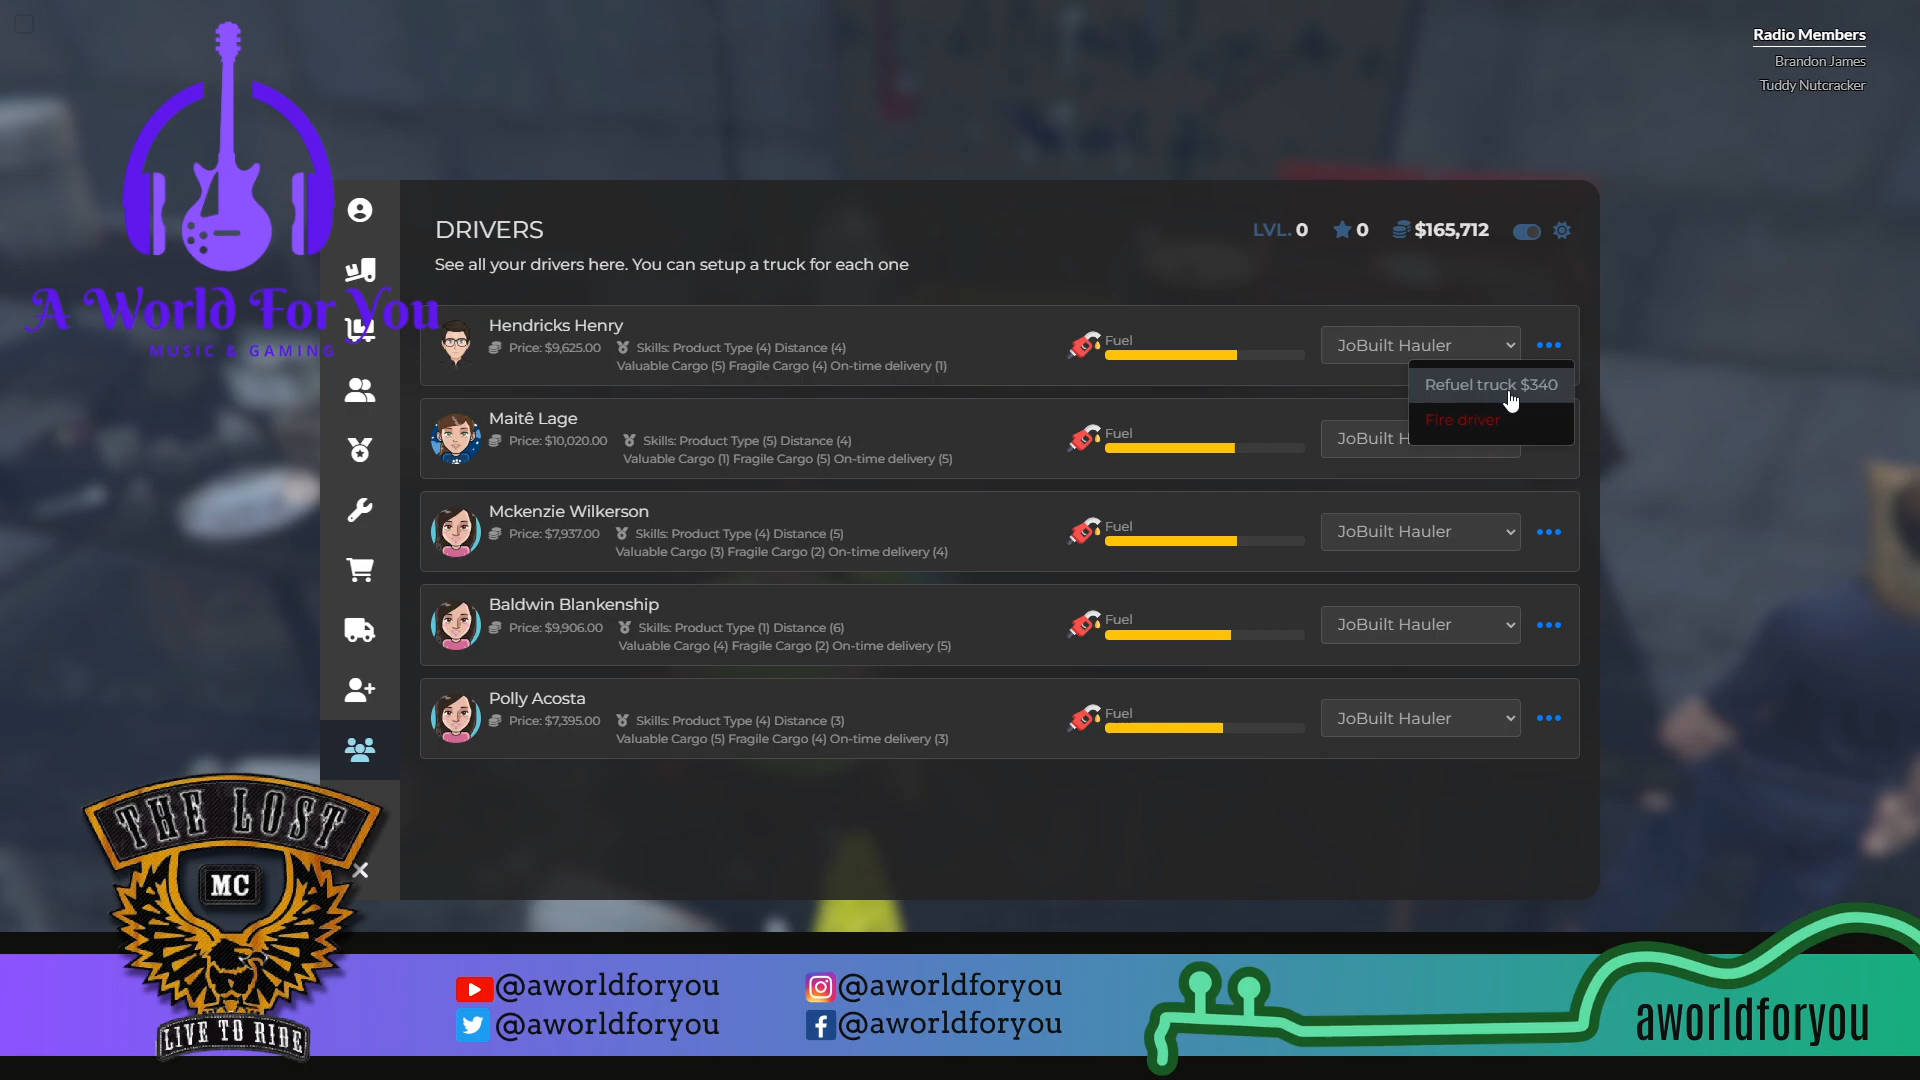 Radio Members
Brandon James
Tuddy Nutcracker
A World For You
MUSIC & GAMING
DRIVERS
LVL. 0 0 $165,712
See all your drivers here. You can setup a truck for each one
Hendricks Henry
Price: $9,625.00 Skills: Product Type (4) Distance (4)
Valuable Cargo (5) Fragile Cargo (4) On-time delivery (1)
Fuel
JoBuilt Hauler
Refuel truck $340
Fire driver
Maitê Lage
Price: $10,020.00 Skills: Product Type (5) Distance (4)
Valuable Cargo (1) Fragile Cargo (5) On-time delivery (5)
Fuel
JoBuilt H
Mckenzie Wilkerson
Price: $7,937.00 Skills: Product Type (4) Distance (5)
Valuable Cargo (3) Fragile Cargo (2) On-time delivery (4)
Fuel
JoBuilt Hauler
Baldwin Blankenship
Price: $9,906.00 Skills: Product Type (1) Distance (6)
Valuable Cargo (4) Fragile Cargo (2) On-time delivery (5)
Fuel
JoBuilt Hauler
Polly Acosta
Price: $7,395.00 Skills: Product Type (4) Distance (3)
Valuable Cargo (5) Fragile Cargo (4) On-time delivery (3)
Fuel
JoBuilt Hauler
THE LOST
MC
LIVE TO RIDE
@aworldforyou @aworldforyou
@aworldforyou @aworldforyou
aworldforyou